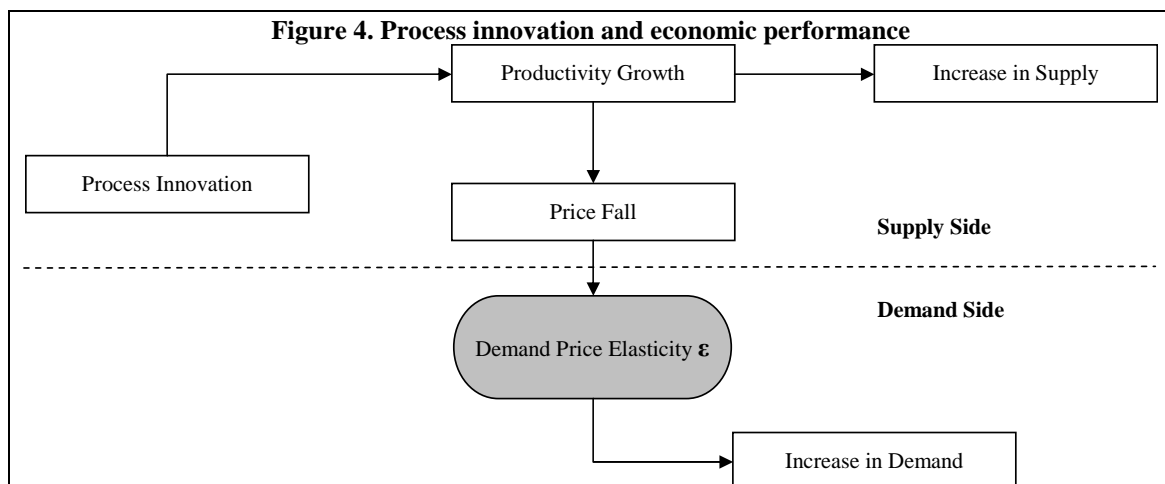 Figure 4. Process innovation and economic performance
Productivity Growth
Increase in Supply
Process Innovation
Price Fall
Supply Side
Demand Side
Demand Price Elasticity ε
Increase in Demand